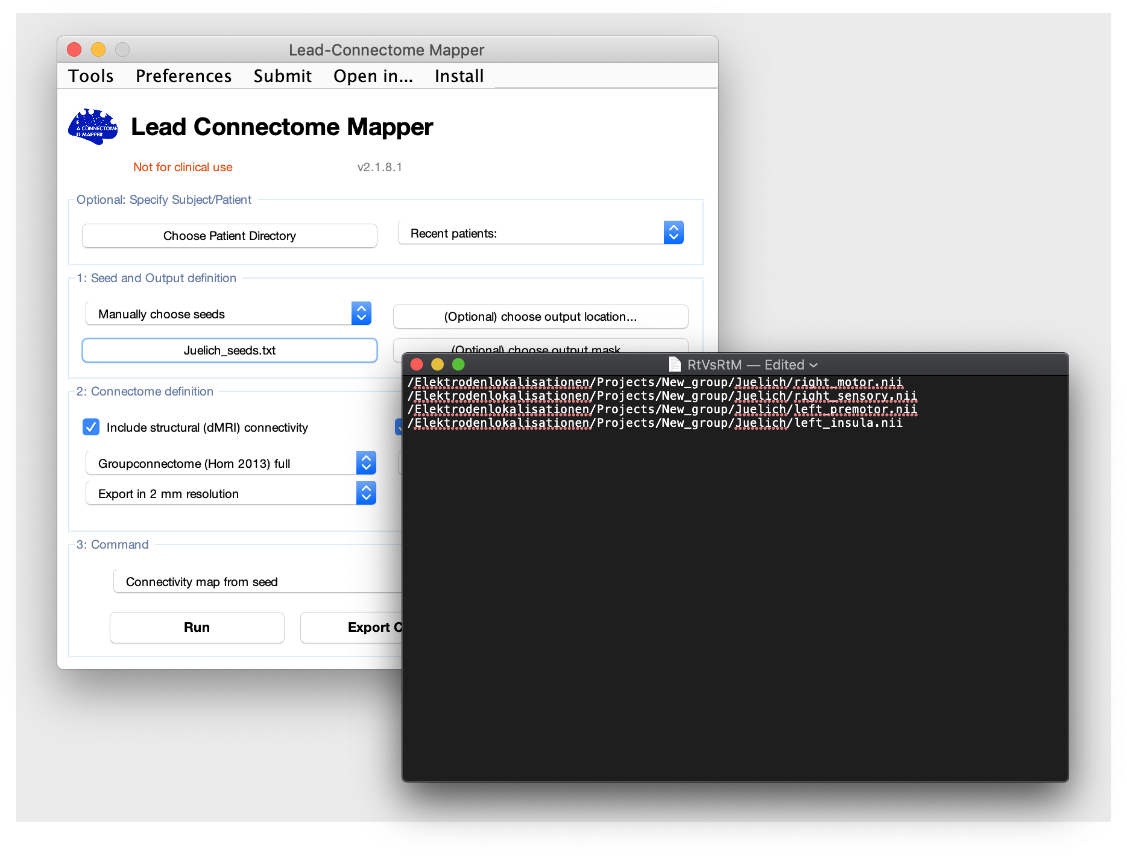 Lead-Connectome Mapper
Tools Preferences Submit Open in... Install
A CONNECTOME
D MAPPER
Lead Connectome Mapper
Not for clinical use v2.1.8.1
Optional: Specify Subject/Patient
Choose Patient Directory Recent patients:
1: Seed and Output definition
Manually choose seeds (Optional) choose output location...
Juelich_seeds.txt (Optional) choose output mask
RtVsRtM — Edited
/Elektrodenlokalisationen/Projects/New_group/Juelich/right_motor.nii
/Elektrodenlokalisationen/Projects/New_group/Juelich/right_sensory.nii
/Elektrodenlokalisationen/Projects/New_group/Juelich/left_premotor.nii
/Elektrodenlokalisationen/Projects/New_group/Juelich/left_insula.nii
2: Connectome definition
Include structural (dMRI) connectivity
Groupconnectome (Horn 2013) full
Export in 2 mm resolution
3: Command
Connectivity map from seed
Run Export C